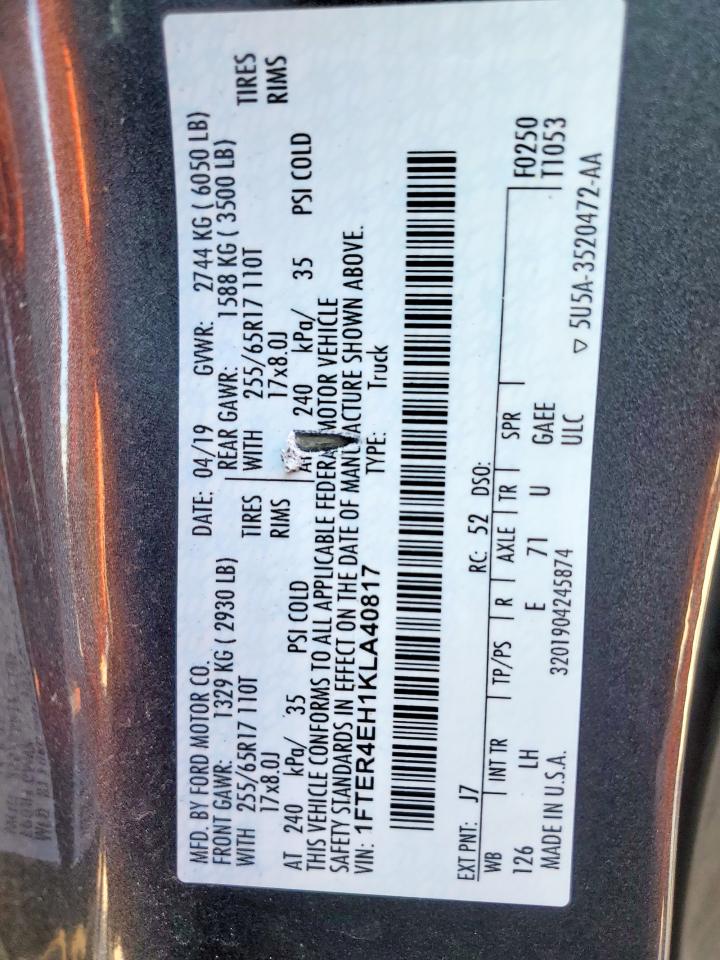 MFD. BY FORD MOTOR CO. DATE: 04/19 GVWR: 2744 KG ( 6050 LB)
FRONT GAWR: 1329 KG ( 2930 LB) REAR GAWR: 1588 KG ( 3500 LB)
WITH 255/65R17 110T TIRES WITH 255/65R17 110T TIRES
17x8.0J RIMS 17x8.0J RIMS
AT 240 kPa/ 35 PSI COLD AT 240 kPa/ 35 PSI COLD
THIS VEHICLE CONFORMS TO ALL APPLICABLE FEDERAL MOTOR VEHICLE
SAFETY STANDARDS IN EFFECT ON THE DATE OF MANUFACTURE SHOWN ABOVE.
VIN: 1FTER4EH1KLA40817 TYPE: Truck
EXT PNT: J7 RC: 52 DSO:
WB INT TR TP/PS R AXLE TR SPR F0250
126 LH E 71 U GAEE T1053
MADE IN U.S.A. 3201904245874 ULC
▽ 5U5A-3520472-AA